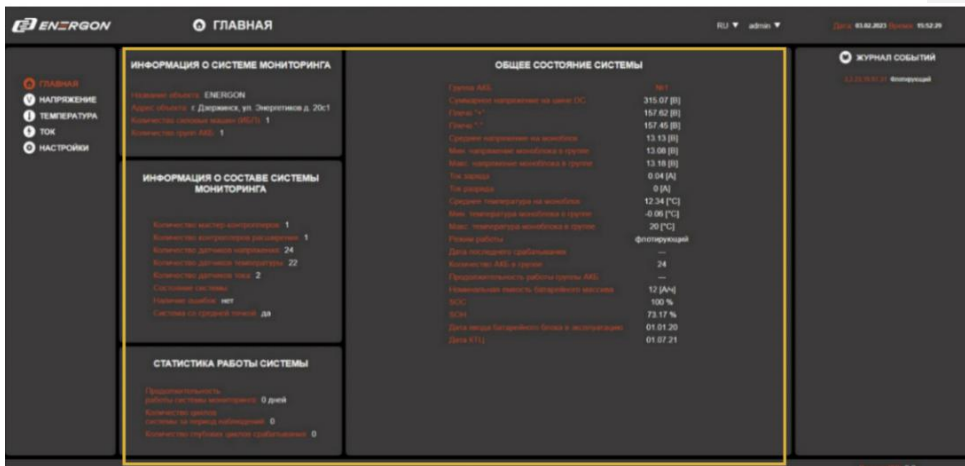 ENERGON
ГЛАВНАЯ
RU ▼ admin ▼
Дата: 03.02.2023 Время: 15:52:29
ГЛАВНАЯ
НАПРЯЖЕНИЕ
ТЕМПЕРАТУРА
ТОК
НАСТРОЙКИ
ИНФОРМАЦИЯ О СИСТЕМЕ МОНИТОРИНГА
Название объекта: ENERGON
Адрес объекта: г. Дзержинск, ул. Энергетиков д. 20с1
Количество силовых машин (ИБП): 1
Количество групп АКБ: 1
ИНФОРМАЦИЯ О СОСТАВЕ СИСТЕМЫ
МОНИТОРИНГА
Количество мастер-контроллеров: 1
Количество контроллеров расширения: 1
Количество датчиков напряжения: 24
Количество датчиков температуры: 22
Количество датчиков тока: 2
Состояние системы:
Наличие ошибок: нет
Система со средней точкой: да
СТАТИСТИКА РАБОТЫ СИСТЕМЫ
Продолжительность
работы системы мониторинга: 0 дней
Количество циклов
системы за период наблюдений: 0
Количество глубоких циклов срабатывания: 0
ОБЩЕЕ СОСТОЯНИЕ СИСТЕМЫ
Группа АКБ №1
Суммарное напряжение на шине DC 315.07 [В]
Плечо "+" 157.62 [В]
Плечо "-" 157.45 [В]
Среднее напряжение на моноблок 13.13 [В]
Мин. напряжение моноблока в группе 13.08 [В]
Макс. напряжение моноблока в группе 13.18 [В]
Ток заряда 0.04 [А]
Ток разряда 0 [А]
Средняя температура на моноблок 12.34 [°C]
Мин. температура моноблока в группе -0.06 [°C]
Макс. температура моноблока в группе 20 [°C]
Режим работы флотирующий
Дата последнего срабатывания ---
Количество АКБ в группе 24
Продолжительность работы группы АКБ ---
Номинальная емкость батарейного массива 12 [Ач]
SOC 100 %
SOH 73.17 %
Дата ввода батарейного блока в эксплуатацию 01.01.20
Дата КТЦ 01.07.21
ЖУРНАЛ СОБЫТИЙ
Флотирующий